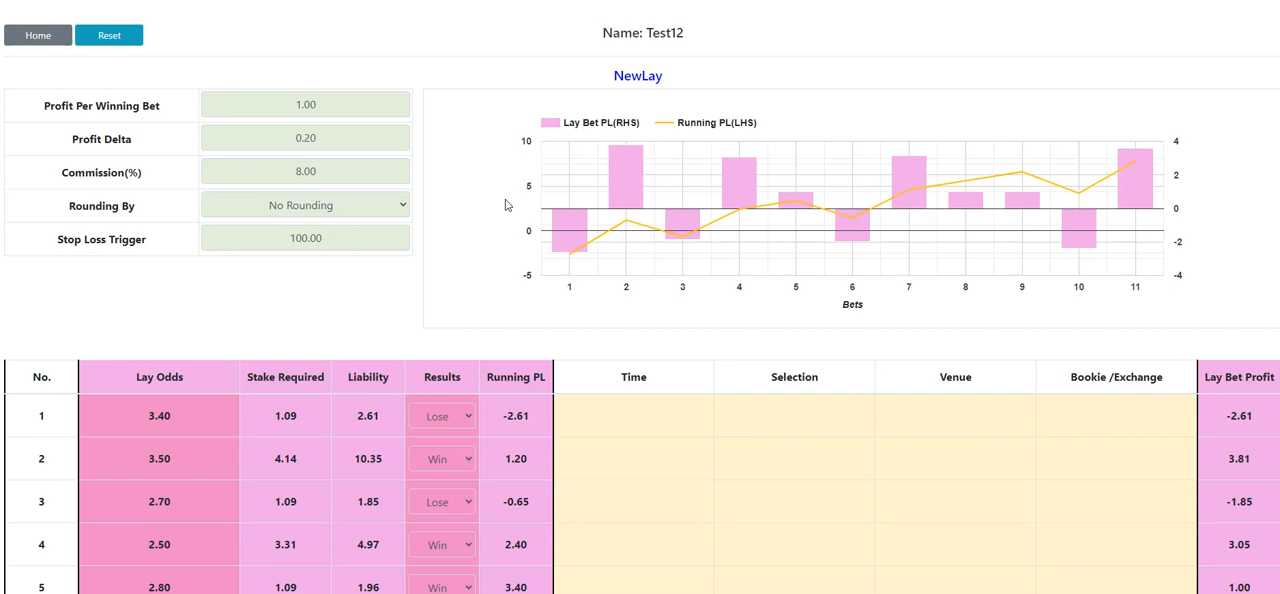 Home Reset Name: Test12
NewLay
Profit Per Winning Bet 1.00
Profit Delta 0.20
Commission(%) 8.00
Rounding By No Rounding
Stop Loss Trigger 100.00
Lay Bet PL(RHS) Running PL(LHS)
10 4
5 2
0 0
-2
-5 -4
1 2 3 4 5 6 7 8 9 10 11
Bets
No. Lay Odds Stake Required Liability Results Running PL Time Selection Venue Bookie /Exchange Lay Bet Profit
1 3.40 1.09 2.61 Lose -2.61 -2.61
2 3.50 4.14 10.35 Win 1.20 3.81
3 2.70 1.09 1.85 Lose -0.65 -1.85
4 2.50 3.31 4.97 Win 2.40 3.05
5 2.80 1.09 1.96 Win 3.40 1.00